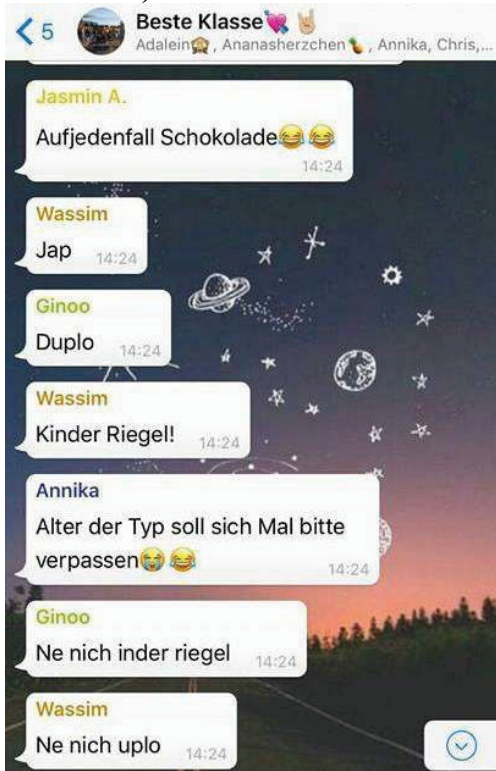 5
Beste Klasse💘🤘🏼
Adalein🙊, Ananasherzchen🍍, Annika, Chris,...
Jasmin A.
Aufjedenfall Schokolade😂😂
14:24
Wassim
Jap 14:24
Ginoo
Duplo 14:24
Wassim
Kinder Riegel! 14:24
Annika
Alter der Typ soll sich Mal bitte
verpassen😭😂 14:24
Ginoo
Ne nich inder riegel 14:24
Wassim
Ne nich uplo 14:24